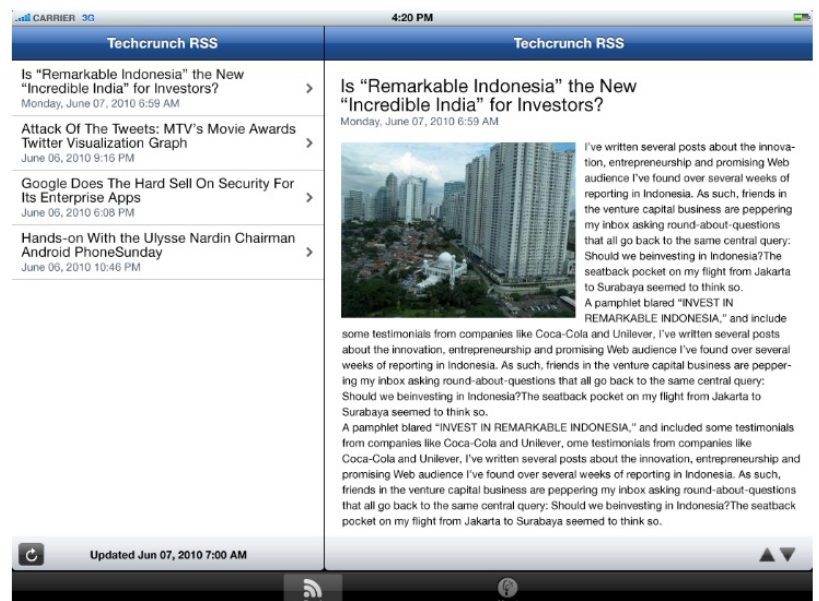 CARRIER 3G
4:20 PM
Techcrunch RSS
Is “Remarkable Indonesia” the New
“Incredible India” for Investors?
Monday, June 07, 2010 6:59 AM
Attack Of The Tweets: MTV’s Movie Awards
Twitter Visualization Graph
June 06, 2010 9:16 PM
Google Does The Hard Sell On Security For
Its Enterprise Apps
June 06, 2010 6:08 PM
Hands-on With the Ulysse Nardin Chairman
Android PhoneSunday
June 06, 2010 10:46 PM
Updated Jun 07, 2010 7:00 AM
Techcrunch RSS
Is “Remarkable Indonesia” the New
“Incredible India” for Investors?
Monday, June 07, 2010 6:59 AM
I’ve written several posts about the innova-
tion, entrepreneurship and promising Web
audience I’ve found over several weeks of
reporting in Indonesia. As such, friends in
the venture capital business are peppering
my inbox asking round-about-questions
that all go back to the same central query:
Should we beinvesting in Indonesia?The
seatback pocket on my flight from Jakarta
to Surabaya seemed to think so.
A pamphlet blared “INVEST IN
REMARKABLE INDONESIA,” and include
some testimonials from companies like Coca-Cola and Unilever, I’ve written several posts
about the innovation, entrepreneurship and promising Web audience I’ve found over several
weeks of reporting in Indonesia. As such, friends in the venture capital business are pepper-
ing my inbox asking round-about-questions that all go back to the same central query:
Should we beinvesting in Indonesia?The seatback pocket on my flight from Jakarta to
Surabaya seemed to think so.
A pamphlet blared “INVEST IN REMARKABLE INDONESIA,” and included some testimonials
from companies like Coca-Cola and Unilever, ome testimonials from companies like
Coca-Cola and Unilever, I’ve written several posts about the innovation, entrepreneurship and
promising Web audience I’ve found over several weeks of reporting in Indonesia. As such,
friends in the venture capital business are peppering my inbox asking round-about-questions
that all go back to the same central query: Should we beinvesting in Indonesia?The seatback
pocket on my flight from Jakarta to Surabaya seemed to think so.